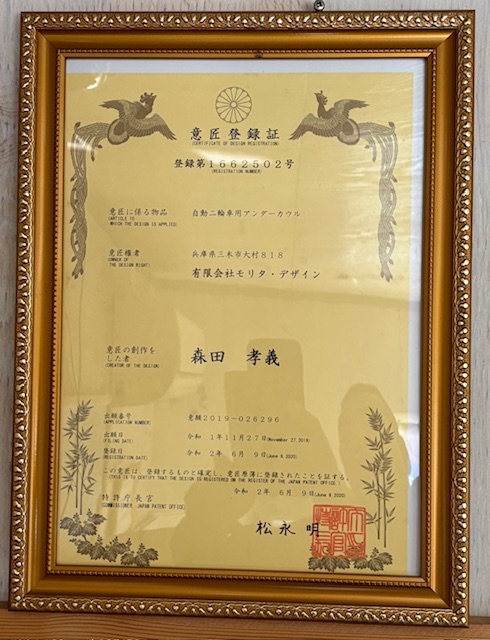 意匠登録証
(CERTIFICATE OF DESIGN REGISTRATION)
登録第1662502号
(REGISTRATION NUMBER)
意匠に係る物品 自動二輪車用アンダーカウル
(ARTICLE TO
WHICH THE DESIGN IS APPLIED)
意匠権者 兵庫県三木市大村818
(OWNER OF
THE DESIGN RIGHT) 有限会社モリタ・デザイン
意匠の創作を
した者 森田 孝義
(CREATOR OF THE DESIGN)
出願番号 意願2019-026296
(APPLICATION NUMBER)
出願日 令和 1年11月27日(November 27,2019)
(FILING DATE)
登録日 令和 2年 6月 9日(June 9,2020)
(REGISTRATION DATE)
この意匠は、登録するものと確定し、意匠原簿に登録されたことを証する。
(THIS IS TO CERTIFY THAT THE DESIGN IS REGISTERED ON THE REGISTER OF THE JAPAN PATENT OFFICE.)
令和 2年 6月 9日(June 9,2020)
特許庁長官
(COMMISSIONER, JAPAN PATENT OFFICE)
松永 明